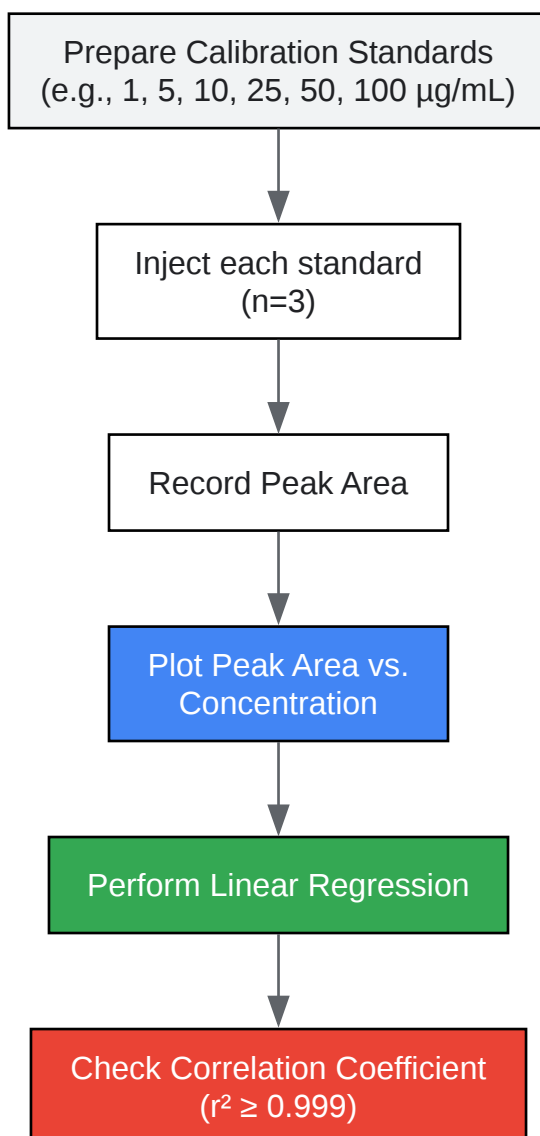 Prepare Calibration Standards
(e.g., 1, 5, 10, 25, 50, 100 µg/mL)
Inject each standard
(n=3)
Record Peak Area
Plot Peak Area vs.
Concentration
Perform Linear Regression
Check Correlation Coefficient
(r² ≥ 0.999)